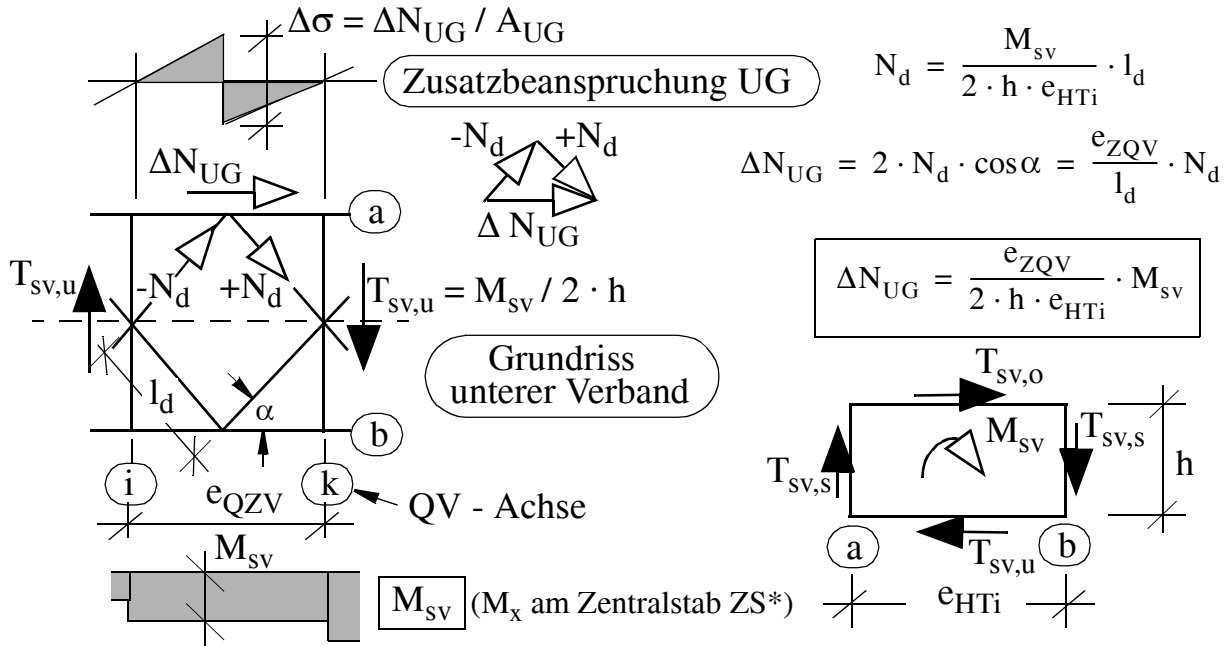 Δσ = ΔN_UG / A_UG
Zusatzbeanspruchung UG
N_d = M_sv / (2 · h · e_HTi) · l_d
-N_d +N_d
Δ N_UG
ΔN_UG = 2 · N_d · cosα = e_ZQV / l_d · N_d
ΔN_UG
a
T_sv,u
-N_d +N_d
T_sv,u = M_sv / 2 · h
ΔN_UG = e_ZQV / (2 · h · e_HTi) · M_sv
Grundriss
unterer Verband
l_d
α
b
i
k
e_QZV
QV - Achse
T_sv,o
M_sv
T_sv,s
T_sv,s
h
a
T_sv,u
b
e_HTi
M_sv
M_sv (M_x am Zentralstab ZS*)